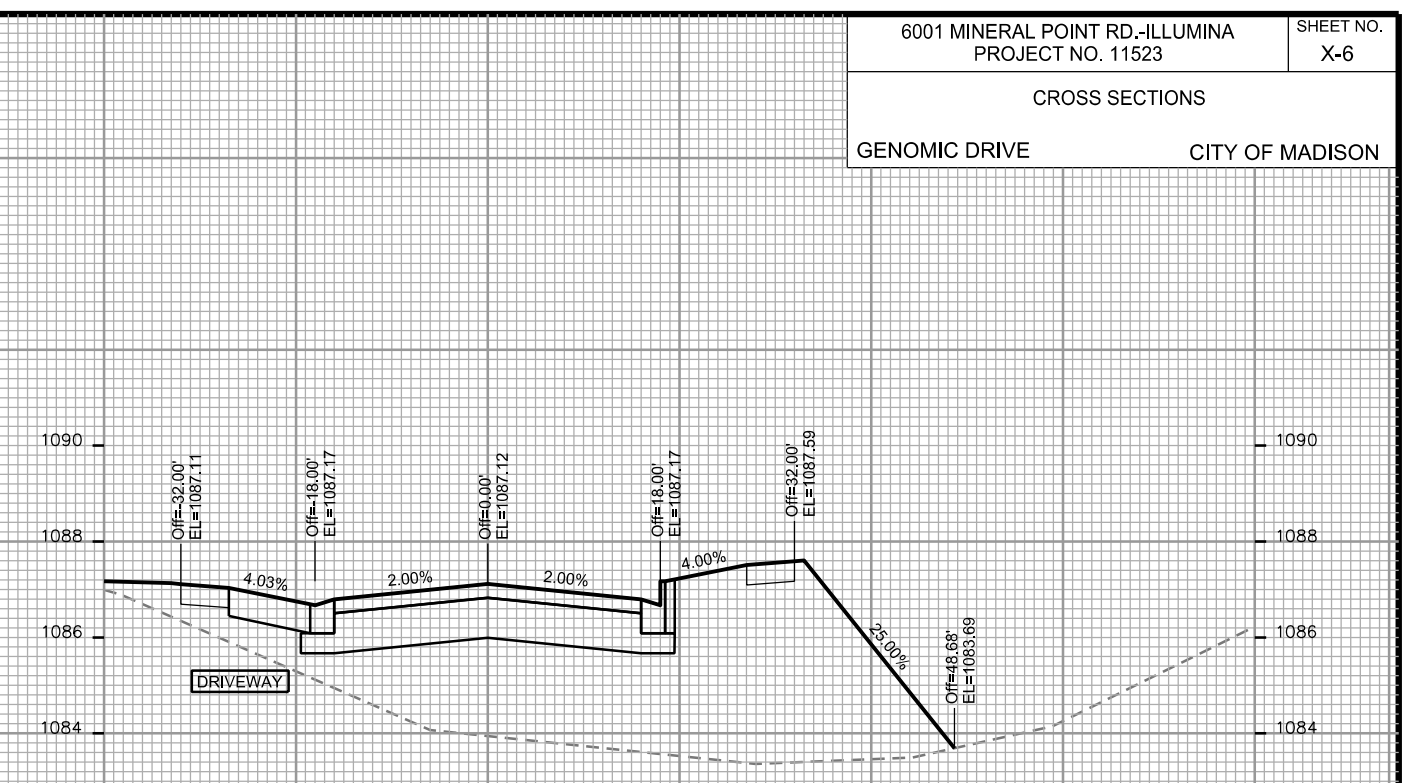 6001 MINERAL POINT RD.-ILLUMINA
PROJECT NO. 11523
SHEET NO.
X-6
CROSS SECTIONS
GENOMIC DRIVE
CITY OF MADISON
1090
1090
Off=-32.00'
EL=1087.11
Off=-18.00'
EL=1087.17
Off=0.00'
EL=1087.12
Off=18.00'
EL=1087.17
Off=32.00'
EL=1087.59
1088
1088
4.03%
2.00%
2.00%
4.00%
1086
1086
25.00%
Off=48.68'
EL=1083.69
DRIVEWAY
1084
1084